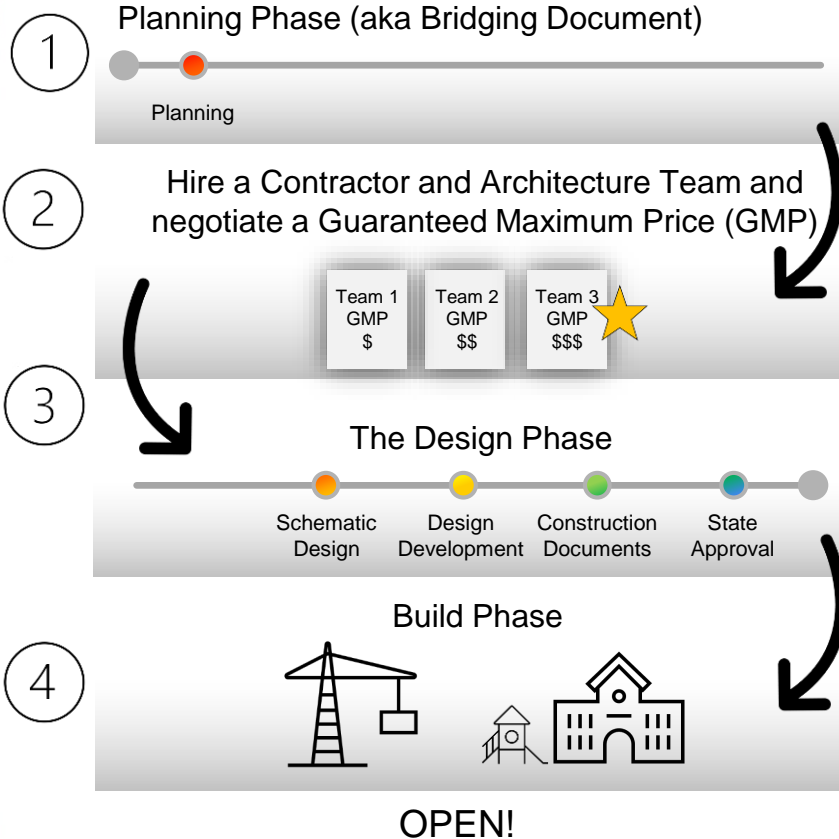 1
Planning Phase (aka Bridging Document)
Planning
2
Hire a Contractor and Architecture Team and
negotiate a Guaranteed Maximum Price (GMP)
Team 1
GMP
$
Team 2
GMP
$$
Team 3
GMP
$$$
3
The Design Phase
Schematic
Design
Design
Development
Construction
Documents
State
Approval
4
Build Phase
OPEN!